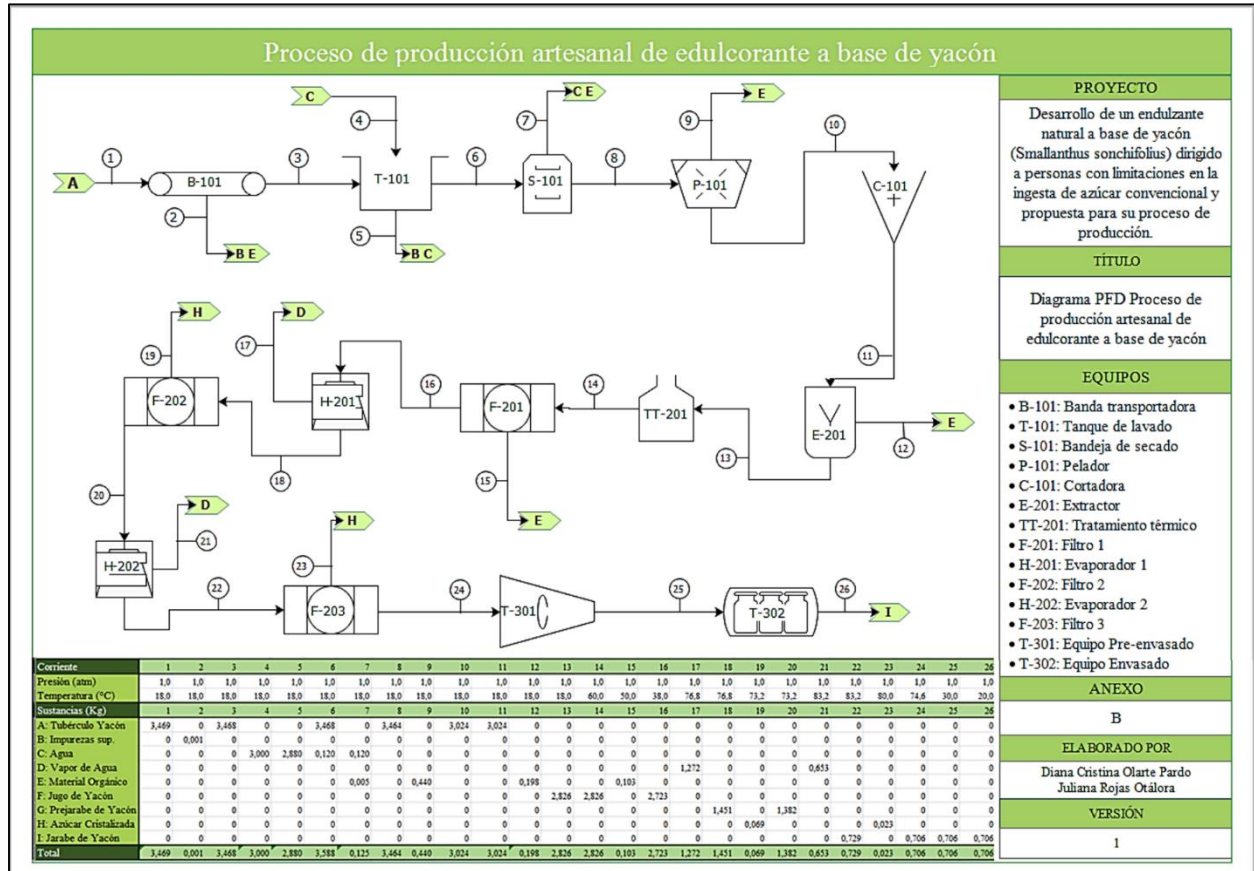 Proceso de producción artesanal de edulcorante a base de yacón
C
C E
E
1
3
4
6
7
8
9
10
A
B-101
T-101
S-101
P-101
C-101
2
5
B E
B C
11
H
D
19
17
16
14
F-202
H-201
F-201
TT-201
E-201
12
E
13
18
15
20
D
H
E
21
H-202
22
23
24
25
26
F-203
T-301
T-302
I
PROYECTO
Desarrollo de un endulzante
natural a base de yacón
(Smallanthus sonchifolius) dirigido
a personas con limitaciones en la
ingesta de azúcar convencional y
propuesta para su proceso de
producción.
TÍTULO
Diagrama PFD Proceso de
producción artesanal de
edulcorante a base de yacón
EQUIPOS
• B-101: Banda transportadora
• T-101: Tanque de lavado
• S-101: Bandeja de secado
• P-101: Pelador
• C-101: Cortadora
• E-201: Extractor
• TT-201: Tratamiento térmico
• F-201: Filtro 1
• H-201: Evaporador 1
• F-202: Filtro 2
• H-202: Evaporador 2
• F-203: Filtro 3
• T-301: Equipo Pre-envasado
• T-302: Equipo Envasado
ANEXO
B
ELABORADO POR
Diana Cristina Olarte Pardo
Juliana Rojas Otálora
VERSIÓN
1
Corriente 1 2 3 4 5 6 7 8 9 10 11 12 13 14 15 16 17 18 19 20 21 22 23 24 25 26
Presión (atm) 1,0 1,0 1,0 1,0 1,0 1,0 1,0 1,0 1,0 1,0 1,0 1,0 1,0 1,0 1,0 1,0 1,0 1,0 1,0 1,0 1,0 1,0 1,0 1,0 1,0 1,0
Temperatura (°C) 18,0 18,0 18,0 18,0 18,0 18,0 18,0 18,0 18,0 18,0 18,0 18,0 18,0 60,0 50,0 38,0 76,8 76,8 73,2 73,2 83,2 83,2 80,0 74,6 30,0 20,0
Sustancias (Kg) 1 2 3 4 5 6 7 8 9 10 11 12 13 14 15 16 17 18 19 20 21 22 23 24 25 26
A: Tubérculo Yacón 3,469 0 3,468 0 0 3,468 0 3,464 0 3,024 3,024 0 0 0 0 0 0 0 0 0 0 0 0 0 0 0
B: Impurezas sup. 0 0,001 0 0 0 0 0 0 0 0 0 0 0 0 0 0 0 0 0 0 0 0 0 0 0 0
C: Agua 0 0 0 3,000 2,880 0,120 0,120 0 0 0 0 0 0 0 0 0 0 0 0 0 0 0 0 0 0 0
D: Vapor de Agua 0 0 0 0 0 0 0 0 0 0 0 0 0 0 0 0 1,272 0 0 0 0,653 0 0 0 0 0
E: Material Orgánico 0 0 0 0 0 0 0,005 0 0,440 0 0 0,198 0 0 0,103 0 0 0 0 0 0 0 0 0 0 0
F: Jugo de Yacón 0 0 0 0 0 0 0 0 0 0 0 0 2,826 2,826 0 2,723 0 0 0 0 0 0 0 0 0 0
G: Prejarabe de Yacón 0 0 0 0 0 0 0 0 0 0 0 0 0 0 0 0 0 1,451 0 1,382 0 0 0 0 0 0
H: Azúcar Cristalizada 0 0 0 0 0 0 0 0 0 0 0 0 0 0 0 0 0 0 0,069 0 0 0 0,023 0 0 0
I: Jarabe de Yacón 0 0 0 0 0 0 0 0 0 0 0 0 0 0 0 0 0 0 0 0 0 0,729 0 0,706 0,706 0,706
Total 3,469 0,001 3,468 3,000 2,880 3,588 0,125 3,464 0,440 3,024 3,024 0,198 2,826 2,826 0,103 2,723 1,272 1,451 0,069 1,382 0,653 0,729 0,023 0,706 0,706 0,706